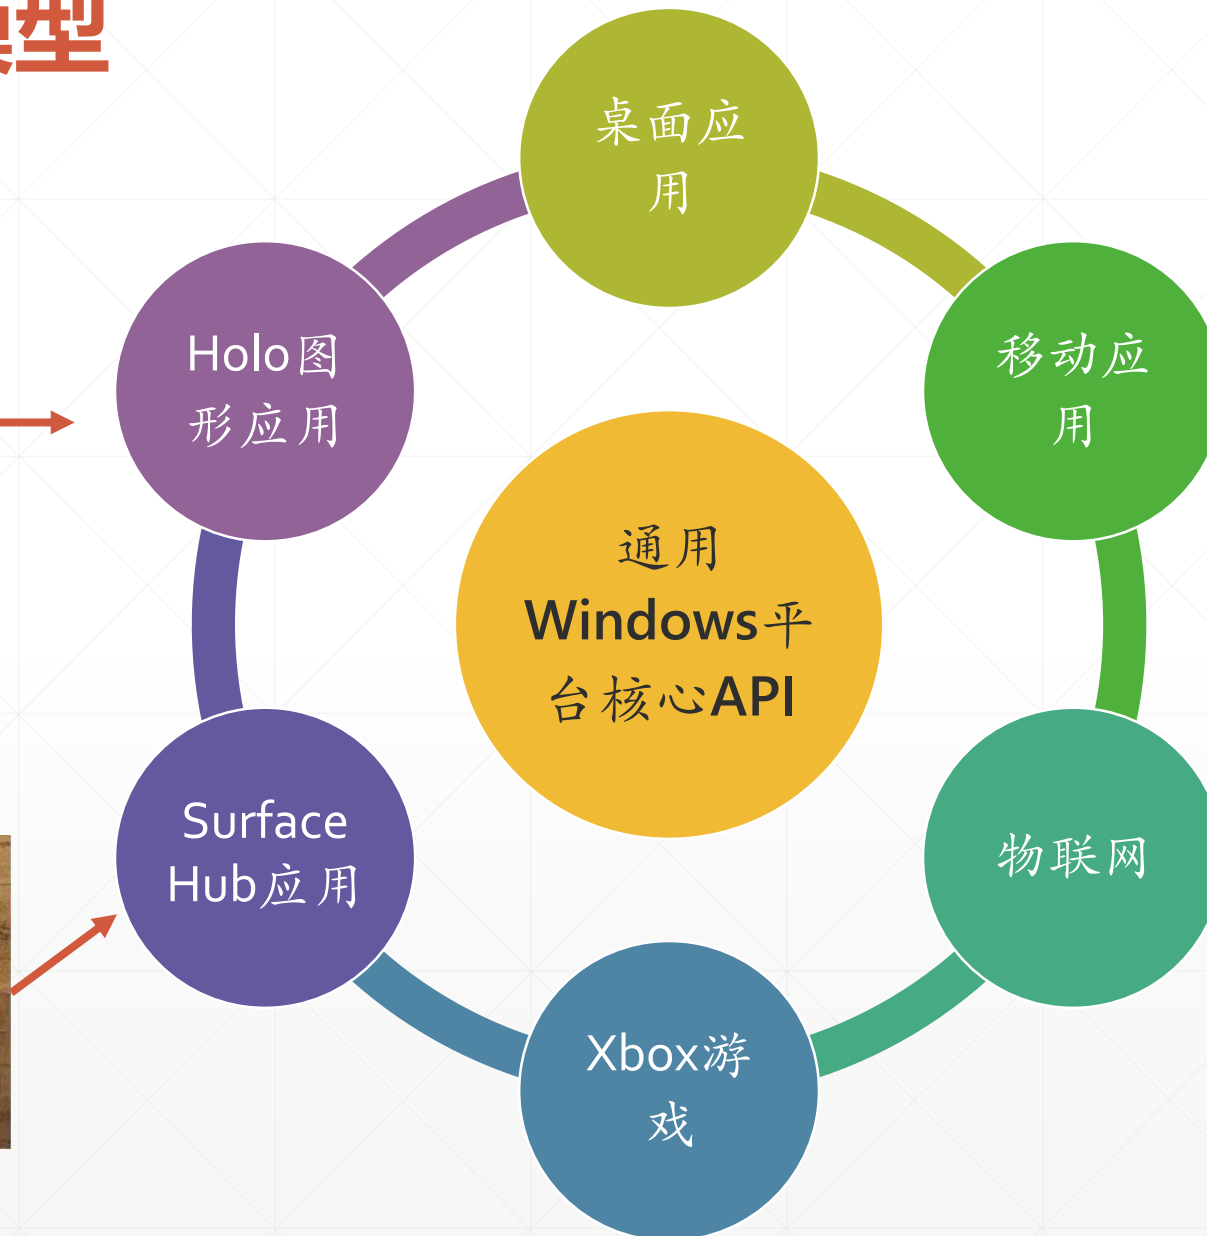 型
桌面应
用
Holo图
形应用
移动应
用
通用
Windows平
台核心API
Surface
Hub应用
物联网
Xbox游
戏